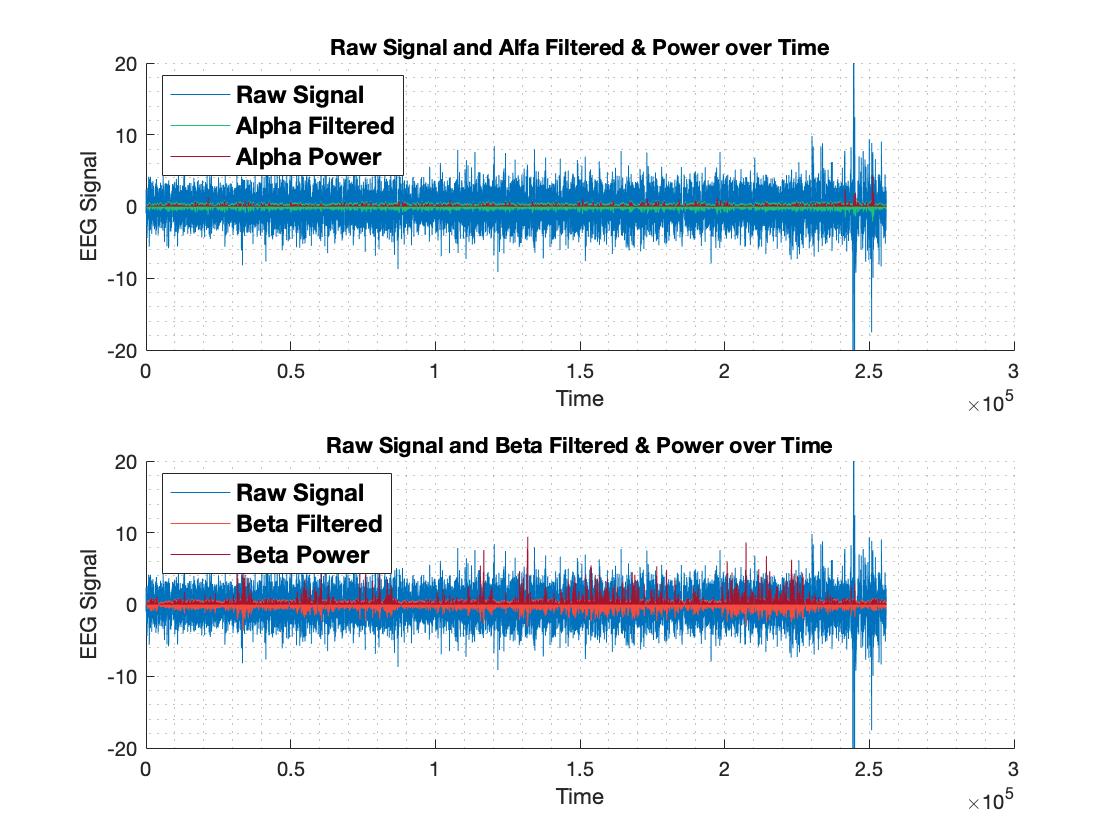 Raw Signal and Alfa Filtered & Power over Time
20
10
0
-10
-20
EEG Signal
Raw Signal
Alpha Filtered
Alpha Power
0 0.5 1 1.5 2 2.5 3
Time
×10^5
Raw Signal and Beta Filtered & Power over Time
20
10
0
-10
-20
EEG Signal
Raw Signal
Beta Filtered
Beta Power
0 0.5 1 1.5 2 2.5 3
Time
×10^5